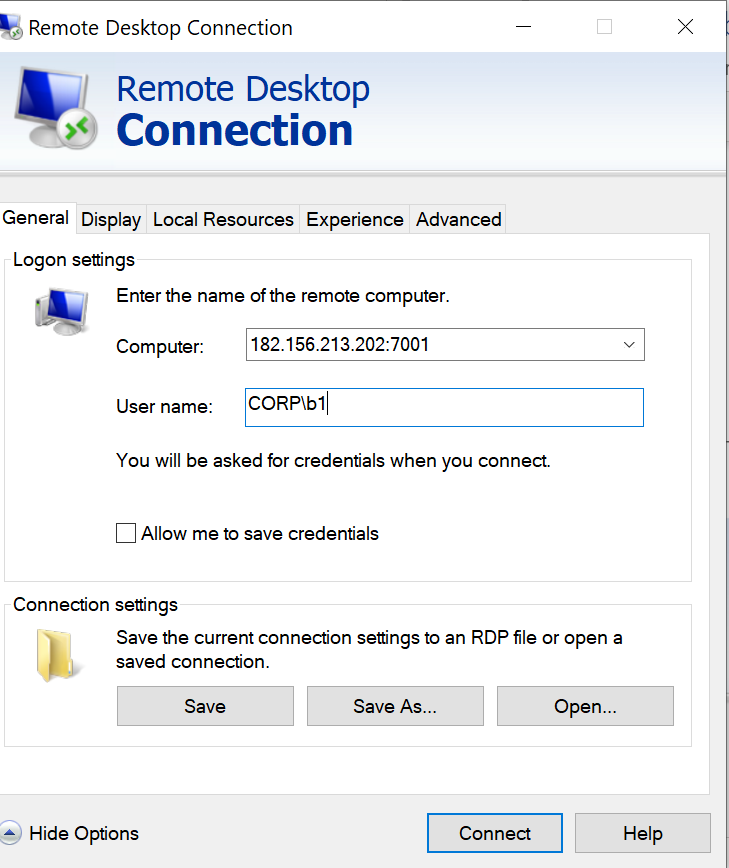 Remote Desktop Connection
Remote Desktop
Connection
General Display Local Resources Experience Advanced
Logon settings
Enter the name of the remote computer.
Computer: 182.156.213.202:7001
User name: CORP\b1
You will be asked for credentials when you connect.
Allow me to save credentials
Connection settings
Save the current connection settings to an RDP file or open a
saved connection.
Save Save As... Open...
Hide Options Connect Help